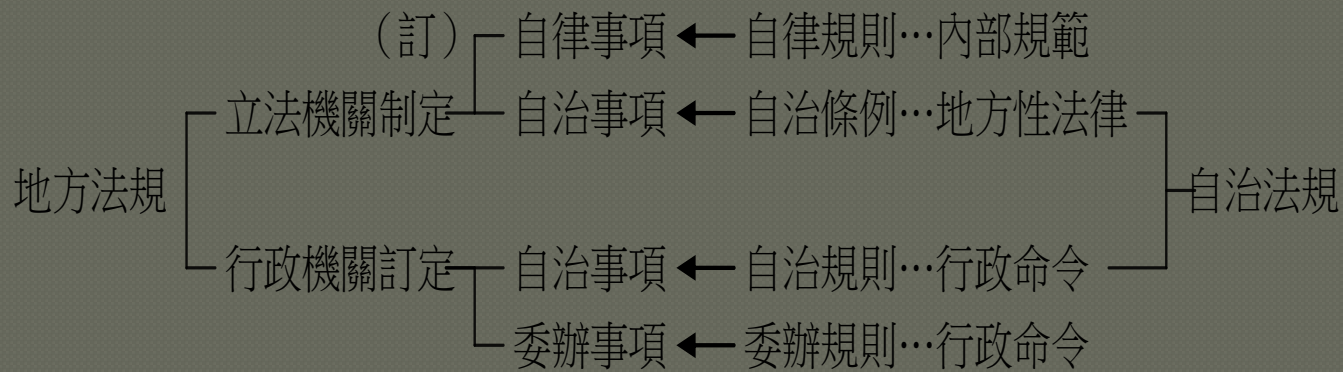 （訂） 自律事項 自律規則…內部規範
立法機關制定 自治事項 自治條例…地方性法律
地方法規 自治法規
行政機關訂定 自治事項 自治規則…行政命令
委辦事項 委辦規則…行政命令